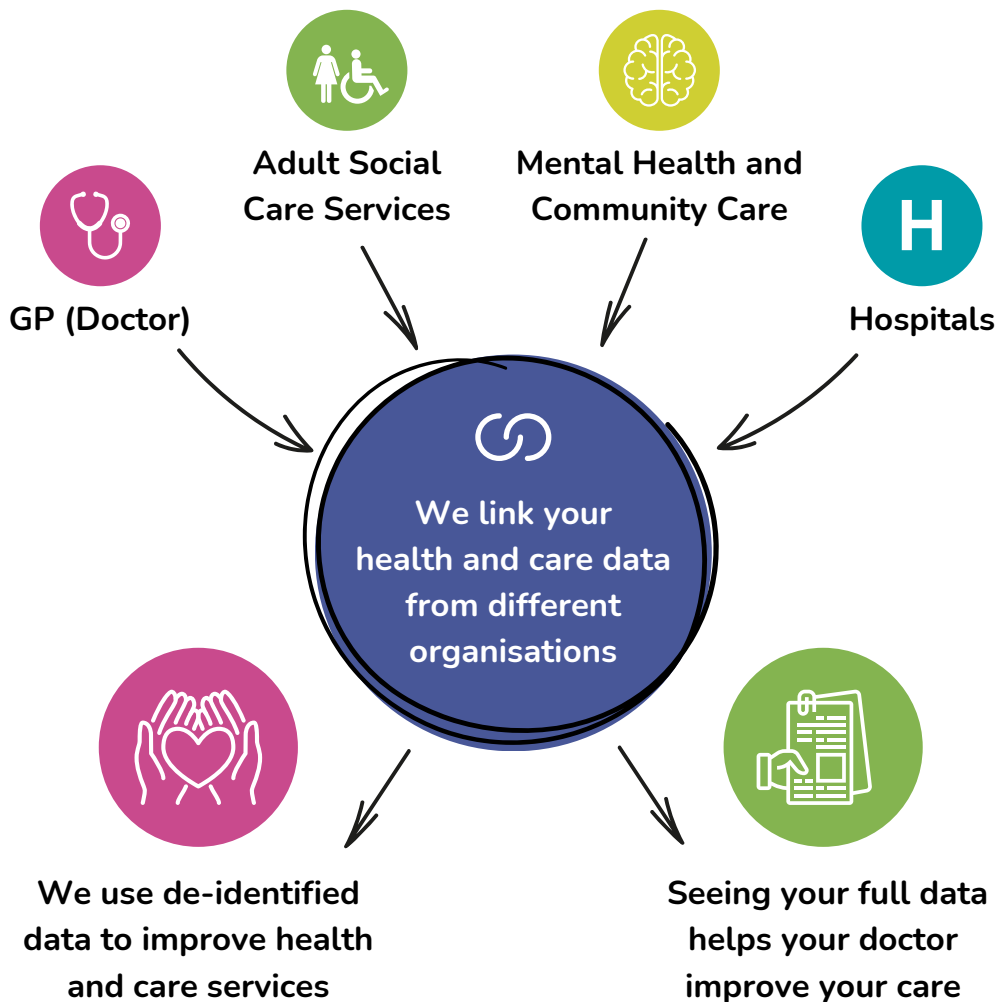 Adult Social
Care Services
Mental Health and
Community Care
H
GP (Doctor)
Hospitals
We link your
health and care data
from different
organisations
We use de-identified
data to improve health
and care services
Seeing your full data
helps your doctor
improve your care